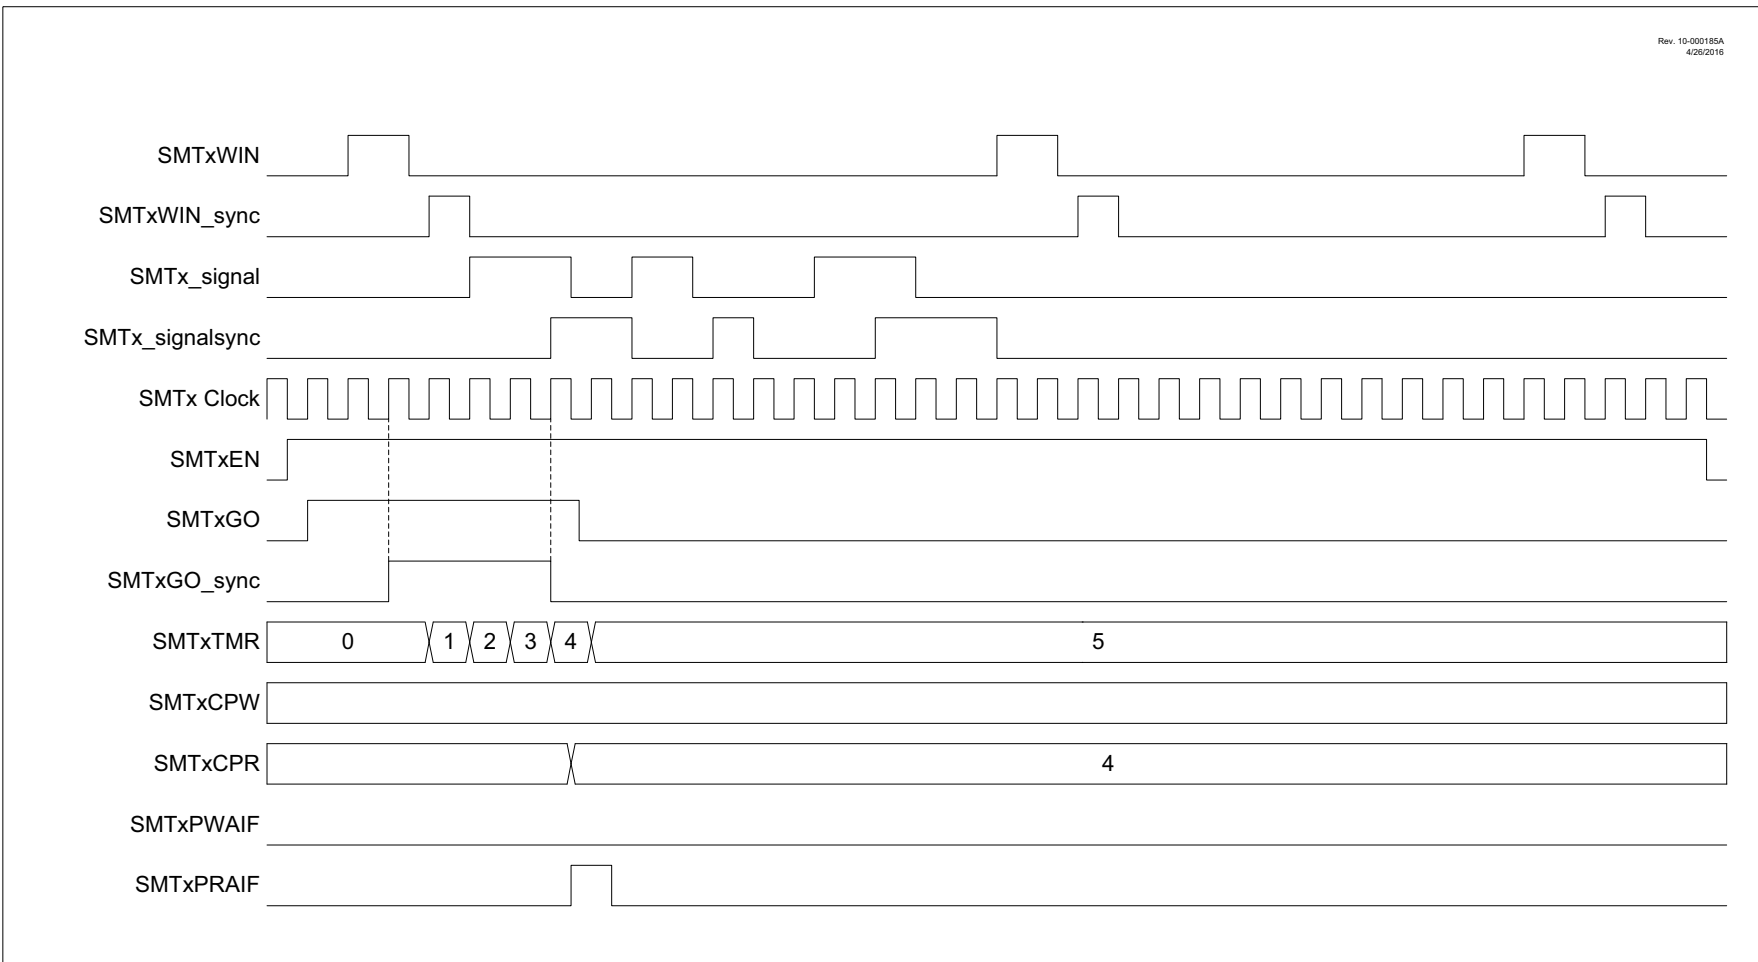 Rev. 10-000185A
4/26/2016
SMTxWIN
SMTxWIN_sync
SMTx_signal
SMTx_signalsync
SMTx Clock
SMTxEN
SMTxGO
SMTxGO_sync
SMTxTMR 0 1 2 3 4 5
SMTxCPW
SMTxCPR 4
SMTxPWAIF
SMTxPRAIF